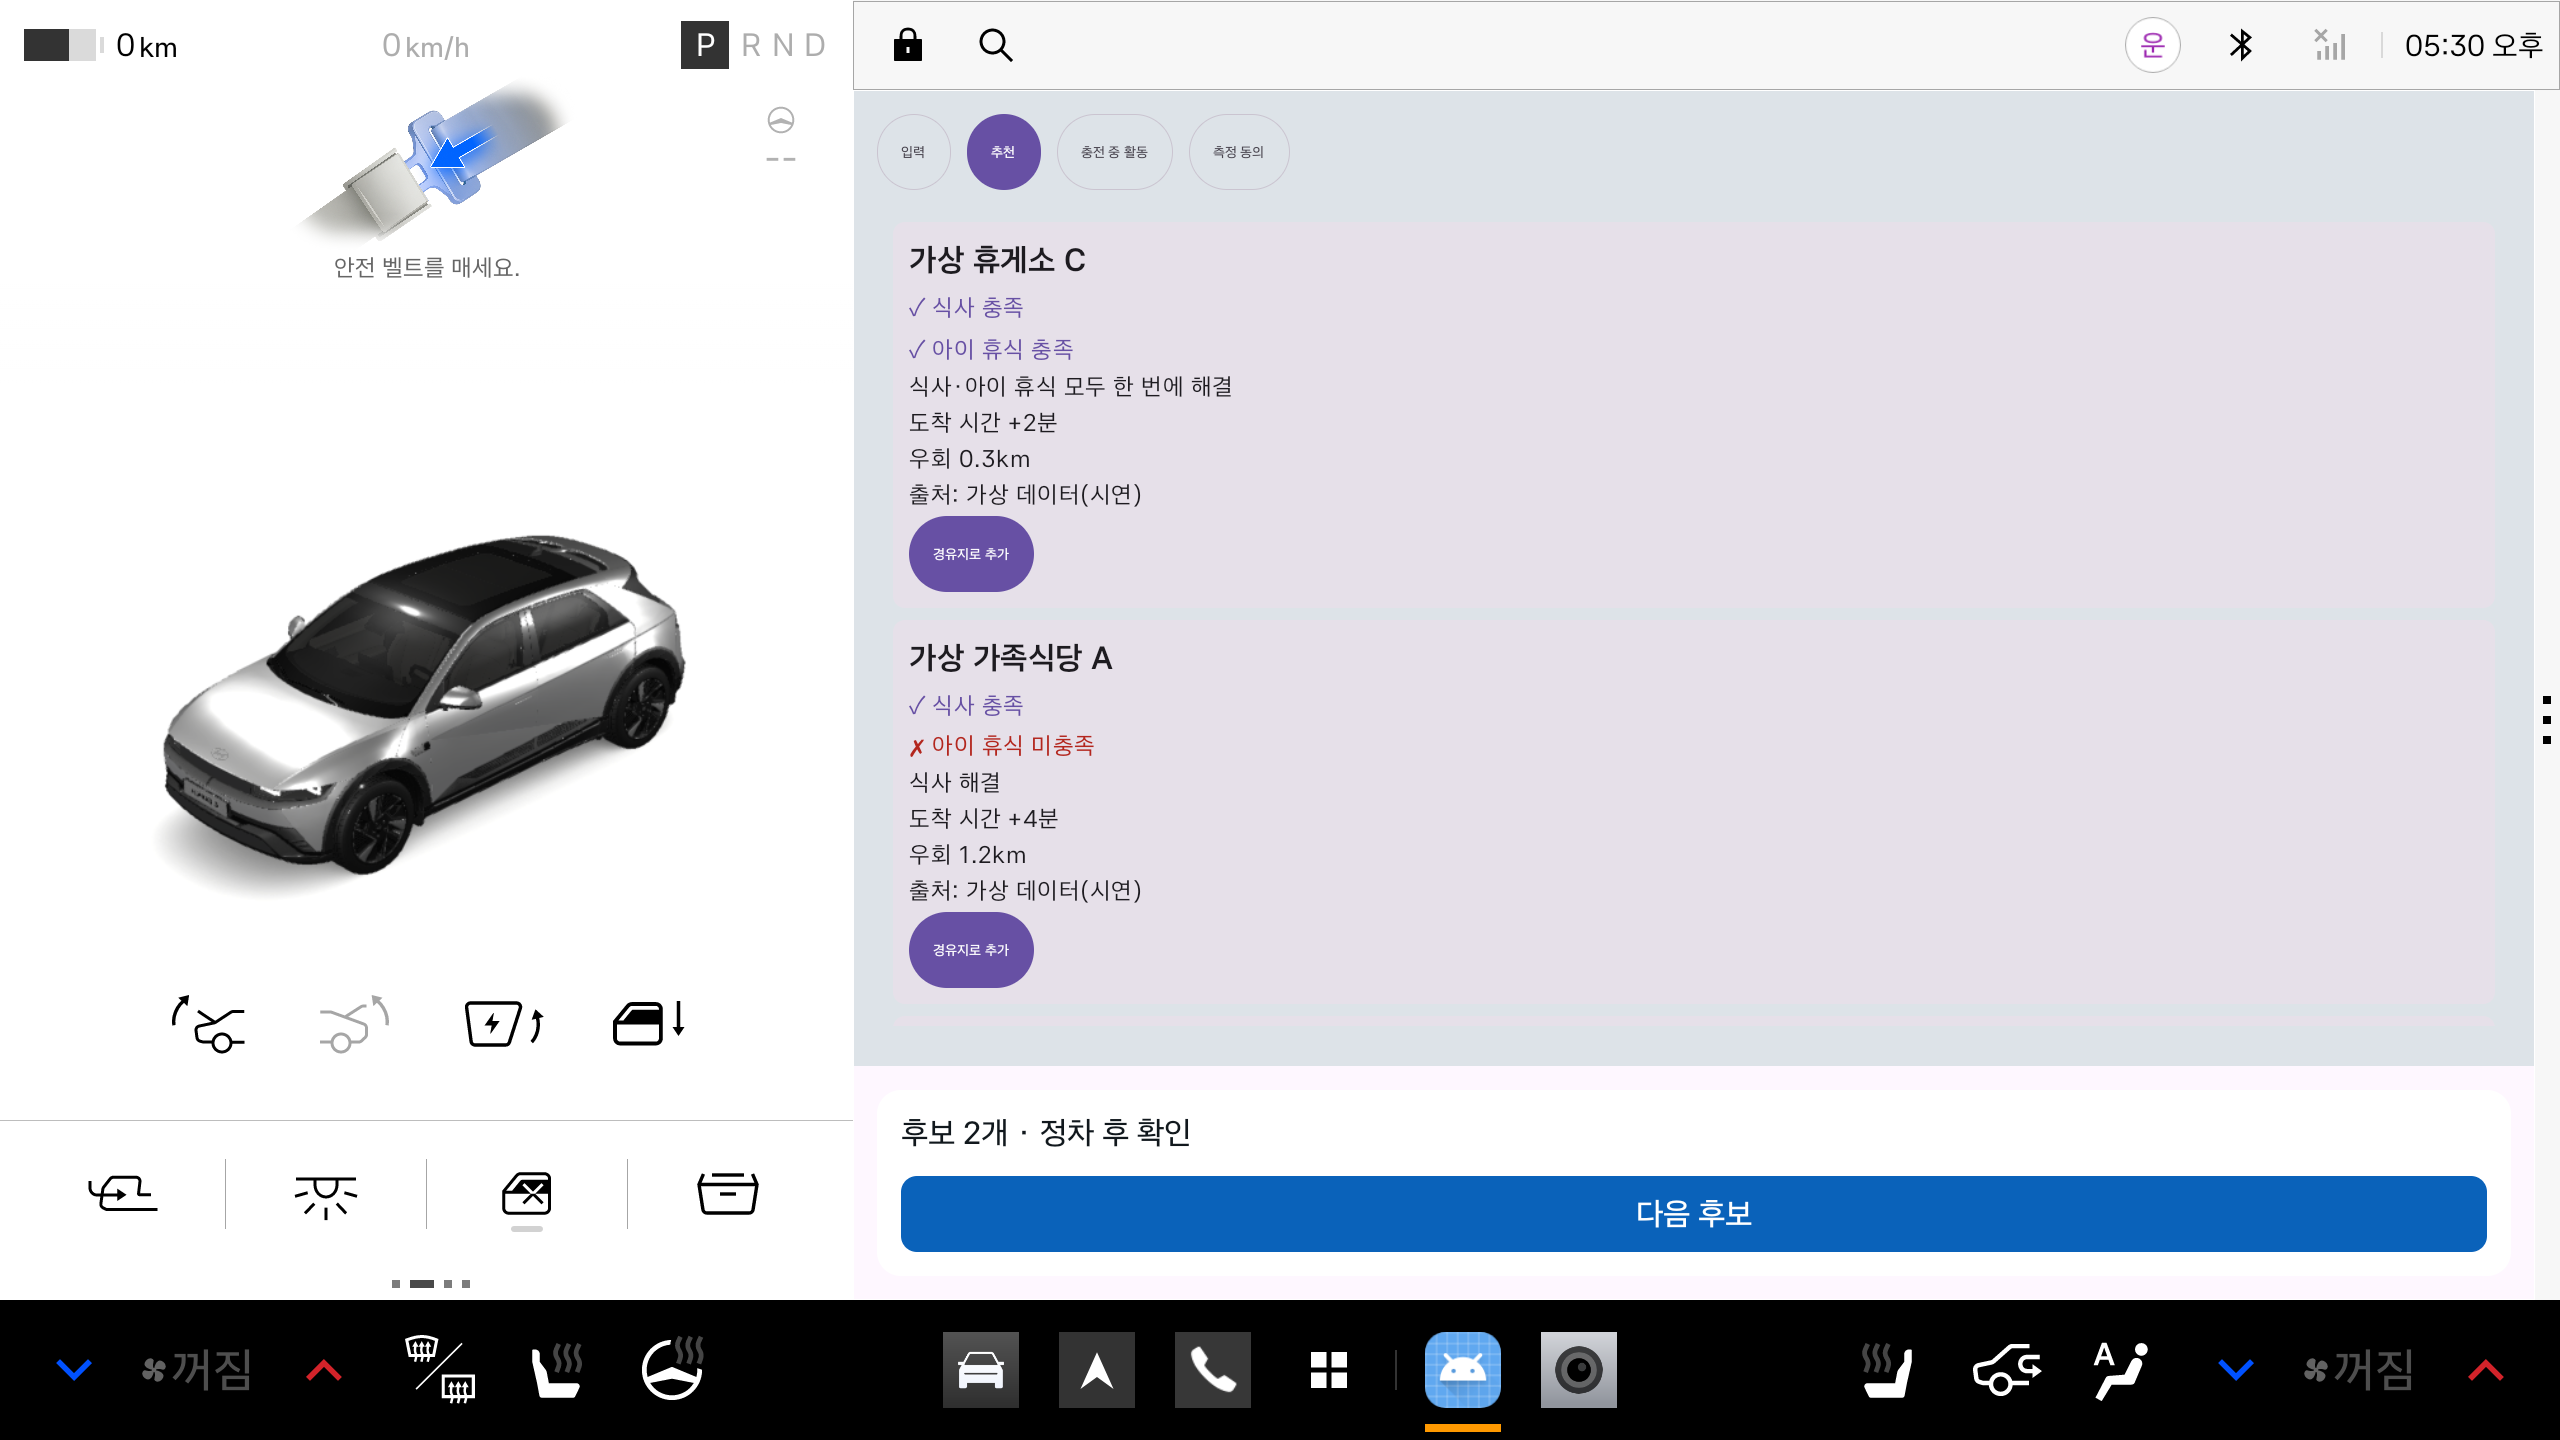 0 km
0 km/h
P R N D
운
05:30 오후
안전 벨트를 매세요.
입력
추천
충전 중 활동
측정 동의
가상 휴게소 C
✓ 식사 충족
✓ 아이 휴식 충족
식사·아이 휴식 모두 한 번에 해결
도착 시간 +2분
우회 0.3km
출처: 가상 데이터(시연)
경유지로 추가
가상 가족식당 A
✓ 식사 충족
✗ 아이 휴식 미충족
식사 해결
도착 시간 +4분
우회 1.2km
출처: 가상 데이터(시연)
경유지로 추가
후보 2개 · 정차 후 확인
다음 후보
꺼짐
A
꺼짐